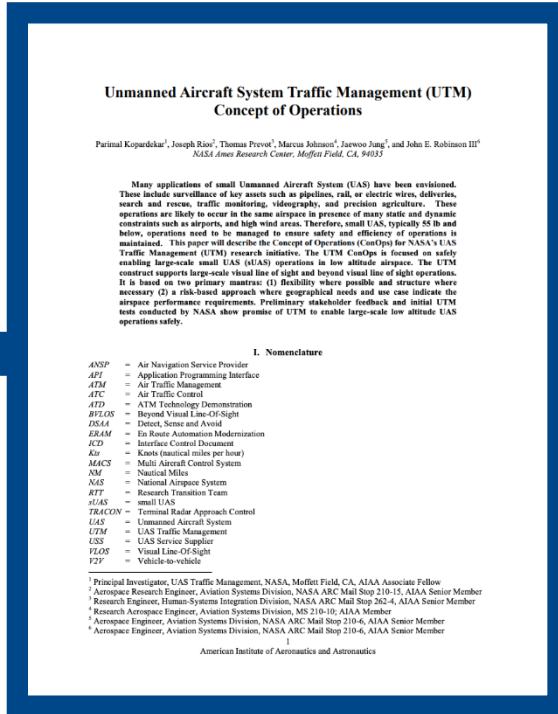 Unmanned Aircraft System Traffic Management (UTM)
Concept of Operations
Parimal Kopardekar1, Joseph Rios2, Thomas Prevot3, Marcus Johnson4, Jaewoo Jung5, and John E. Robinson III6
NASA Ames Research Center, Moffett Field, CA, 94035
Many applications of small Unmanned Aircraft System (UAS) have been envisioned.
These include surveillance of key assets such as pipelines, rail, or electric wires, deliveries,
search and rescue, traffic monitoring, videography, and precision agriculture. These
operations are likely to occur in the same airspace in presence of many static and dynamic
constraints such as airports, and high wind areas. Therefore, small UAS, typically 55 lb and
below, operations need to be managed to ensure safety and efficiency of operations is
maintained. This paper will describe the Concept of Operations (ConOps) for NASA's UAS
Traffic Management (UTM) research initiative. The UTM ConOps is focused on safely
enabling large-scale small UAS (sUAS) operations in low altitude airspace. The UTM
construct supports large-scale visual line of sight and beyond visual line of sight operations.
It is based on two primary mantras: (1) flexibility where possible and structure where
necessary (2) a risk-based approach where geographical needs and use case indicate the
airspace performance requirements. Preliminary stakeholder feedback and initial UTM
tests conducted by NASA show promise of UTM to enable large-scale low altitude UAS
operations safely.
I. Nomenclature
ANSP = Air Navigation Service Provider
API = Application Programming Interface
ATM = Air Traffic Management
ATC = Air Traffic Control
ATD = ATM Technology Demonstration
BVLOS = Beyond Visual Line-Of-Sight
DSAA = Detect, Sense and Avoid
ERAM = En Route Automation Modernization
ICD = Interface Control Document
Kts = Knots (nautical miles per hour)
MACS = Multi Aircraft Control System
NM = Nautical Miles
NAS = National Airspace System
RTT = Research Transition Team
sUAS = small UAS
TRACON = Terminal Radar Approach Control
UAS = Unmanned Aircraft System
UTM = UAS Traffic Management
USS = UAS Service Supplier
VLOS = Visual Line-Of-Sight
V2V = Vehicle-to-vehicle
1 Principal Investigator, UAS Traffic Management, NASA, Moffett Field, CA, AIAA Associate Fellow
2 Aerospace Research Engineer, Aviation Systems Division, NASA ARC Mail Stop 210-15, AIAA Senior Member
3 Research Engineer, Human-Systems Integration Division, NASA ARC Mail Stop 262-4, AIAA Senior Member
4 Research Aerospace Engineer, Aviation Systems Division, MS 210-10; AIAA Member
5 Aerospace Engineer, Aviation Systems Division, NASA ARC Mail Stop 210-6, AIAA Senior Member
6 Aerospace Engineer, Aviation Systems Division, NASA ARC Mail Stop 210-6, AIAA Senior Member
1
American Institute of Aeronautics and Astronautics